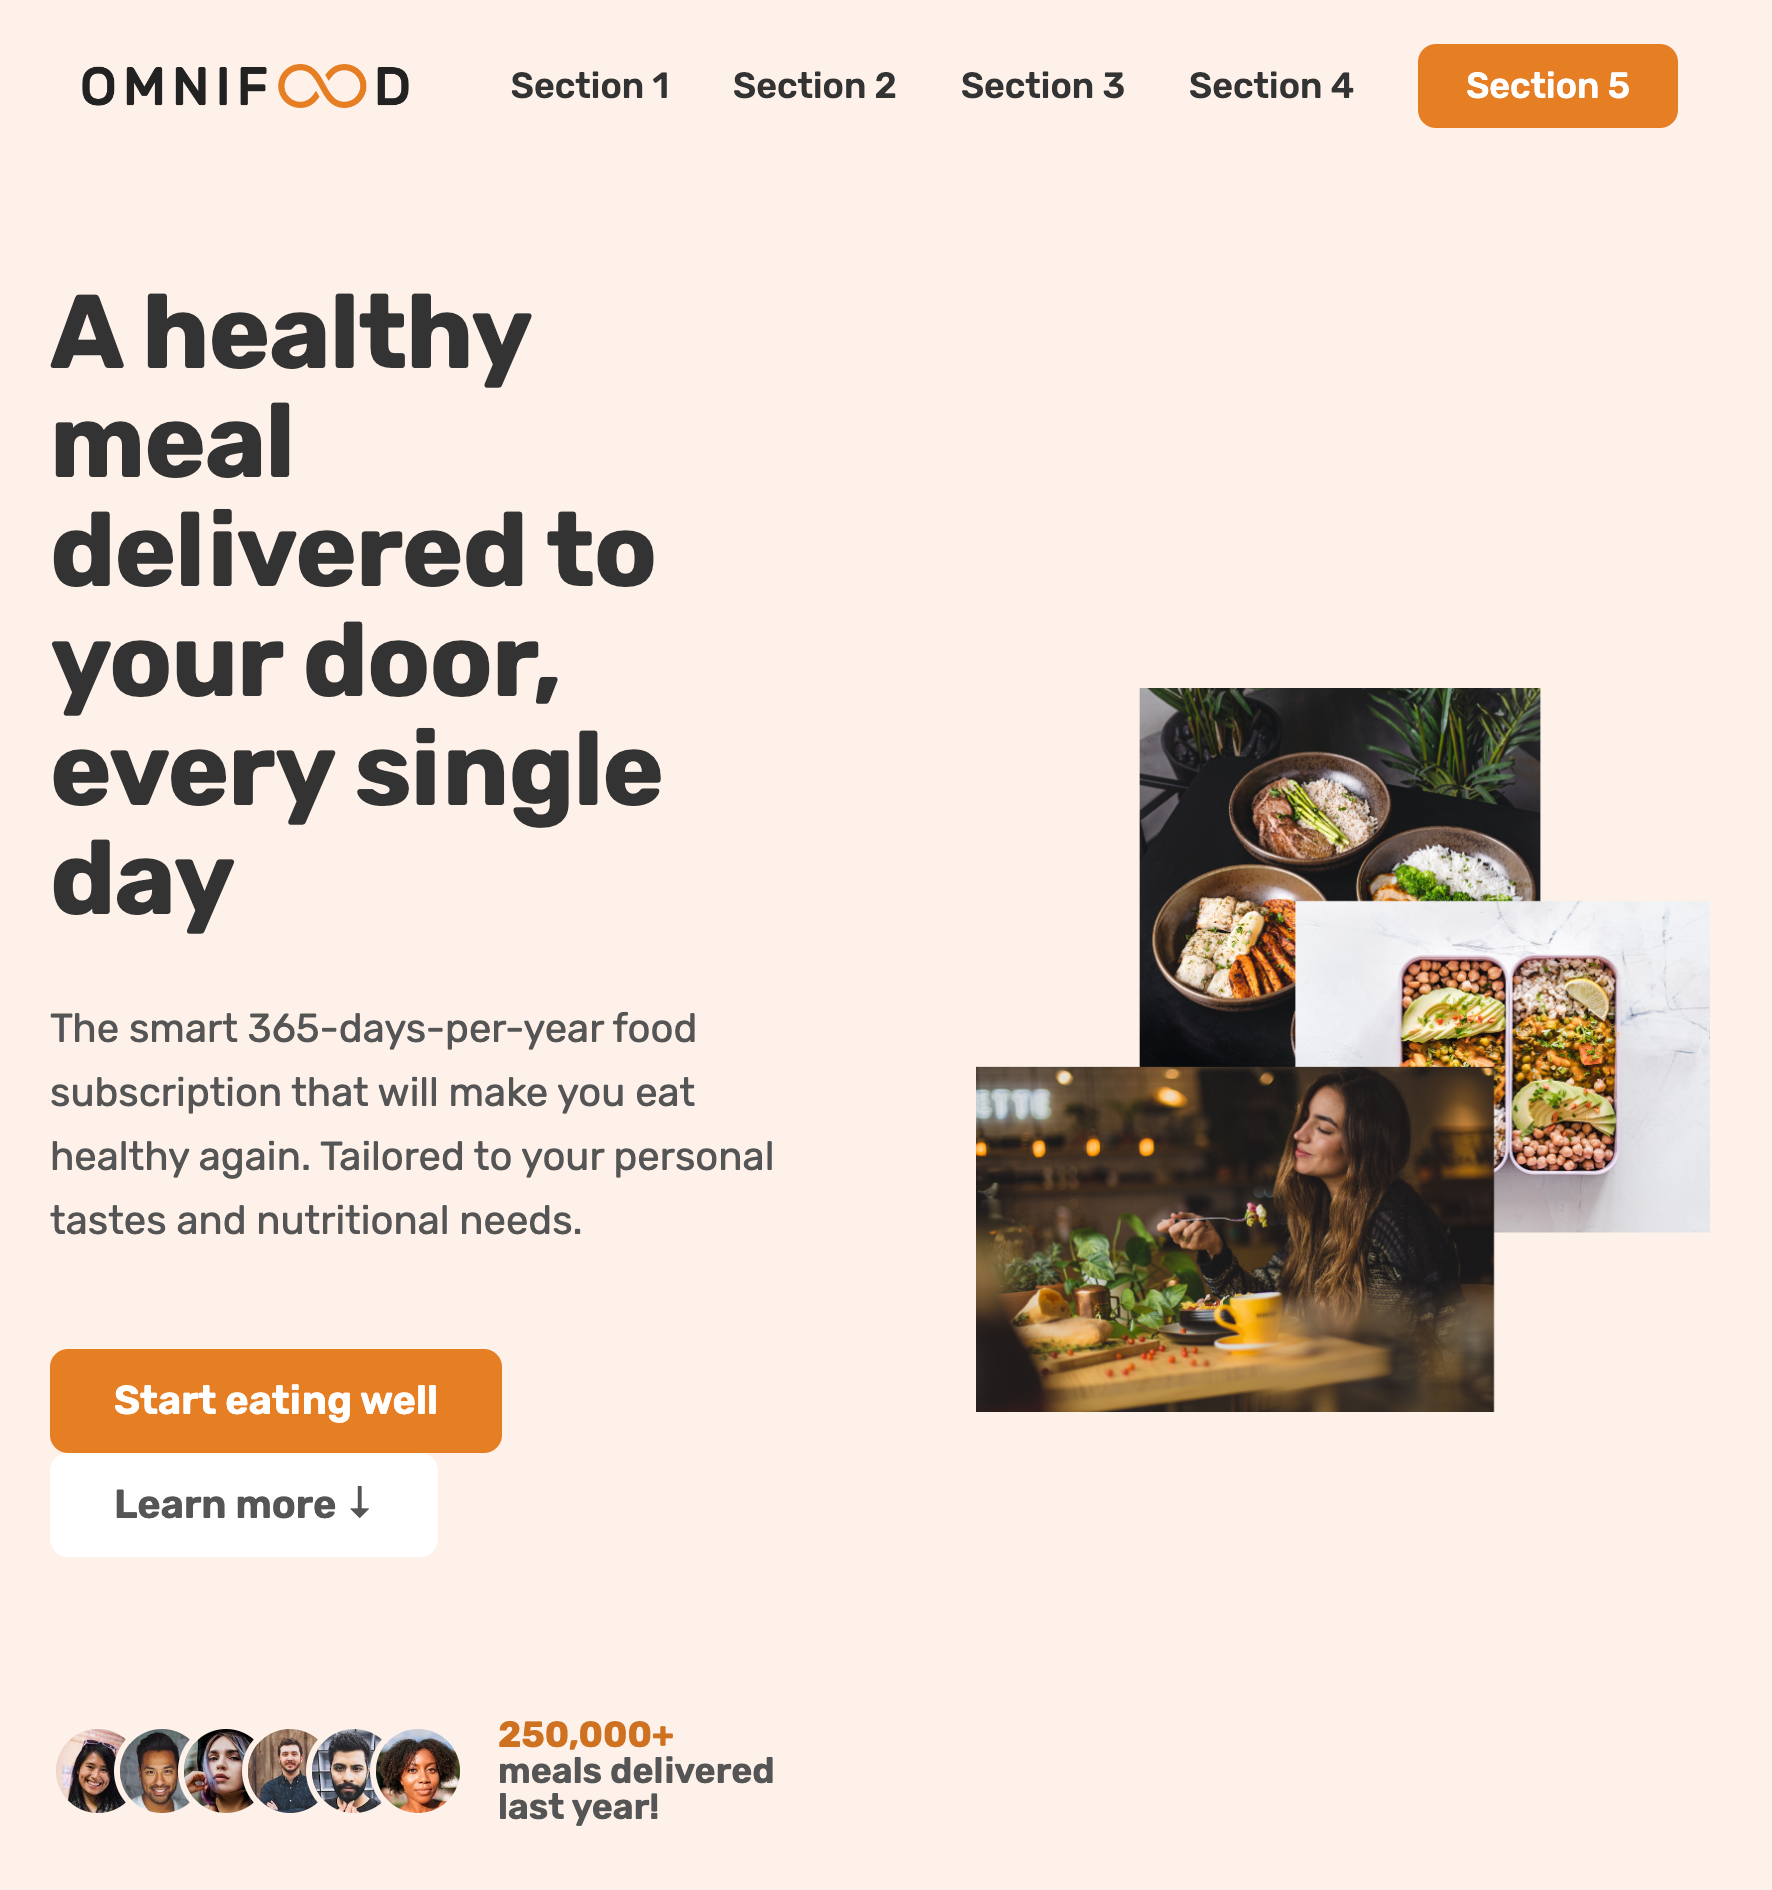 OMNIFOOD
Section 1
Section 2
Section 3
Section 4
Section 5
A healthy
meal
delivered to
your door,
every single
day
The smart 365-days-per-year food
subscription that will make you eat
healthy again. Tailored to your personal
tastes and nutritional needs.
ETTE
Start eating well
Learn more ↓
250,000+
meals delivered
last year!